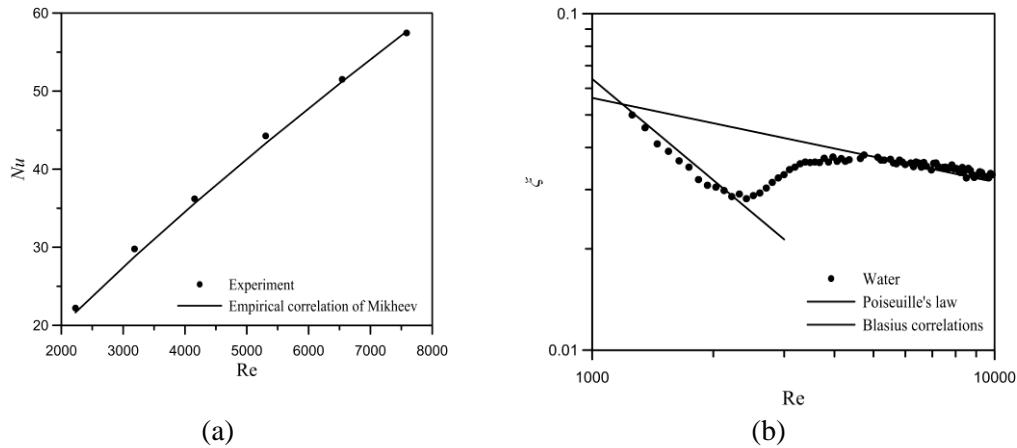 60
50
40
30
20
Nu
2000 3000 4000 5000 6000 7000 8000
Re
Experiment
Empirical correlation of Mikheev
(a)
0.1
0.01
ξ
1000 10000
Re
Water
Poiseuille's law
Blasius correlations
(b)